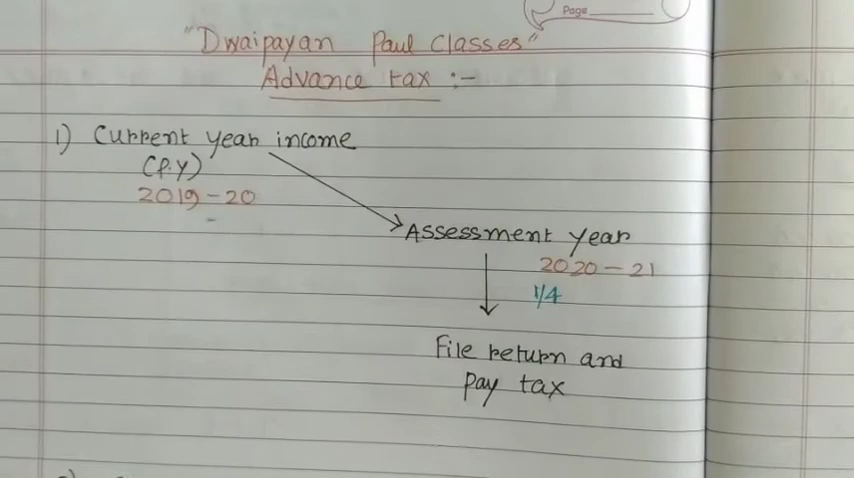 Page
"Dwaipayan Paul Classes"
Advance tax :-
1) Current year income
(P.Y)
2019-20
Assessment year
2020-21
1/4
File return and
pay tax